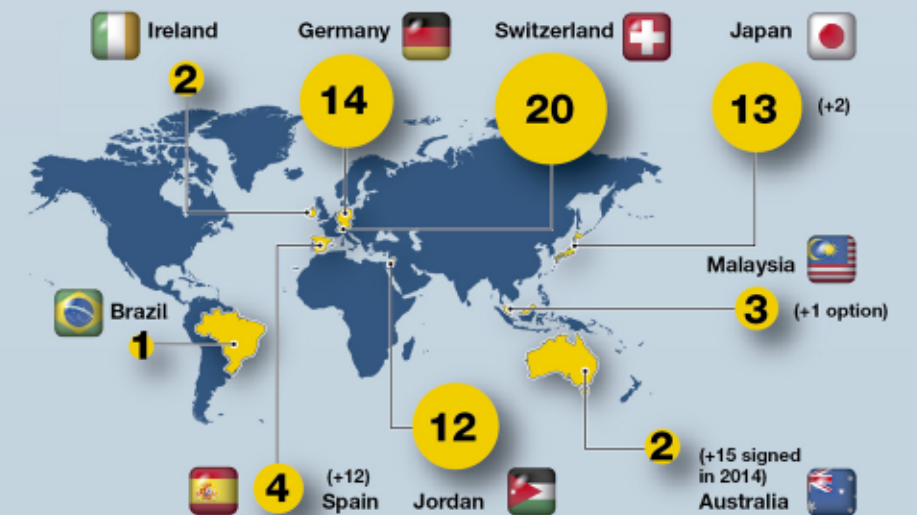 Ireland
2
Germany
14
Switzerland
20
Japan
13
(+2)
Malaysia
3
(+1 option)
Brazil
1
12
Jordan
4
(+12)
Spain
2
(+15 signed
in 2014)
Australia